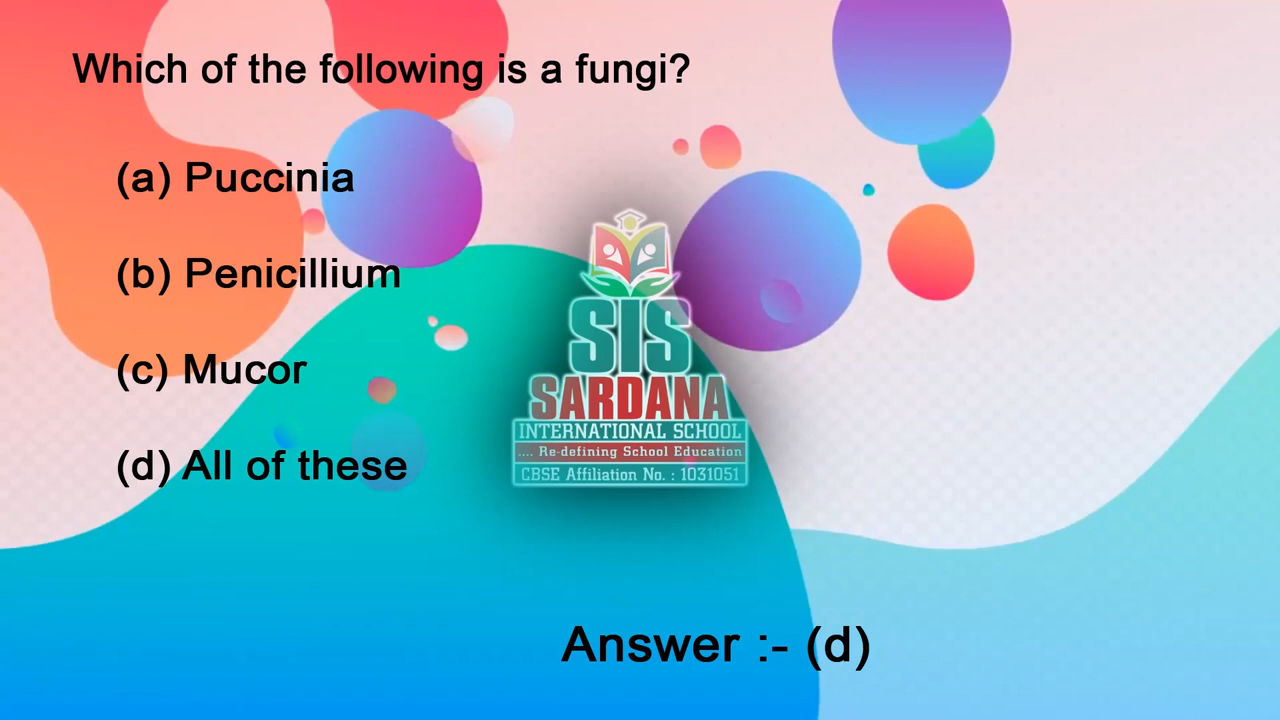 Which of the following is a fungi?
(a) Puccinia
(b) Penicillium
(c) Mucor
(d) All of these
SIS
SARDANA
INTERNATIONAL SCHOOL
.... Re-defining School Education
CBSE Affiliation No. : 1031051
Answer :- (d)